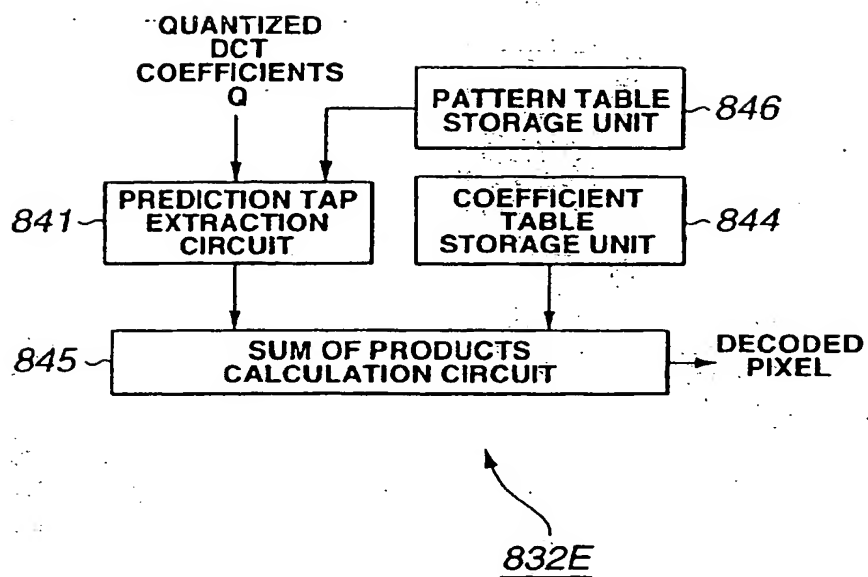 QUANTIZED
DCT
COEFFICIENTS
Q
PATTERN TABLE
STORAGE UNIT
846
841
PREDICTION TAP
EXTRACTION
CIRCUIT
COEFFICIENT
TABLE
STORAGE UNIT
844
845
SUM OF PRODUCTS
CALCULATION CIRCUIT
DECODED
PIXEL
832E